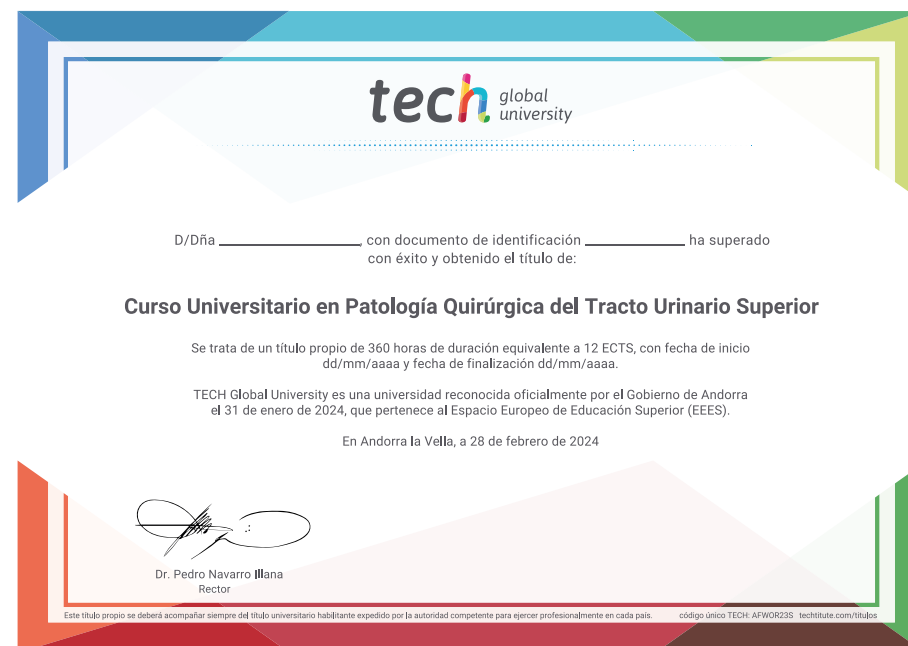 tech global university
D/Dña ______________________, con documento de identificación ________________ ha superado
con éxito y obtenido el título de:
Curso Universitario en Patología Quirúrgica del Tracto Urinario Superior
Se trata de un título propio de 360 horas de duración equivalente a 12 ECTS, con fecha de inicio
dd/mm/aaaa y fecha de finalización dd/mm/aaaa.
TECH Global University es una universidad reconocida oficialmente por el Gobierno de Andorra
el 31 de enero de 2024, que pertenece al Espacio Europeo de Educación Superior (EEES).
En Andorra la Vella, a 28 de febrero de 2024
Dr. Pedro Navarro Illana
Rector
Este título propio se deberá acompañar siempre del título universitario habilitante expedido por la autoridad competente para ejercer profesionalmente en cada país. código único TECH: AFWOR23S techtitute.com/titulos